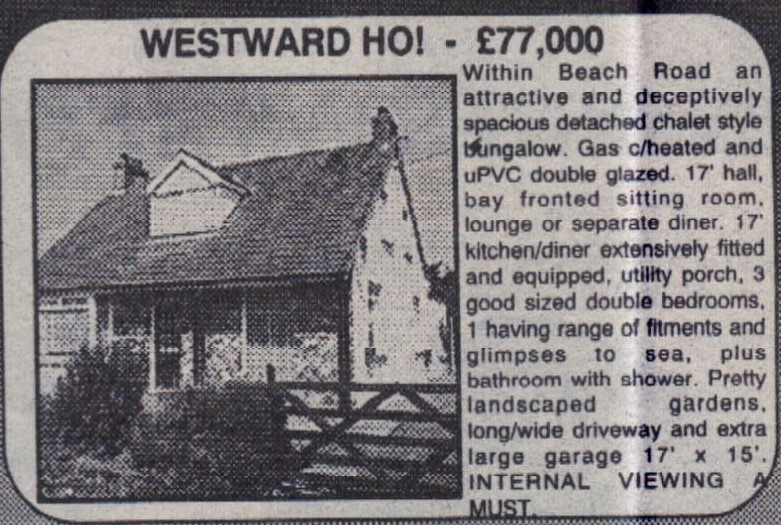 WESTWARD HO! - £77,000
Within Beach Road an
attractive and deceptively
spacious detached chalet style
bungalow. Gas c/heated and
uPVC double glazed. 17' hall,
bay fronted sitting room,
lounge or separate diner. 17'
kitchen/diner extensively fitted
and equipped, utility porch, 3
good sized double bedrooms,
1 having range of fitments and
glimpses to sea, plus
bathroom with shower. Pretty
landscaped gardens,
long/wide driveway and extra
large garage 17' x 15'.
INTERNAL VIEWING A
MUST.